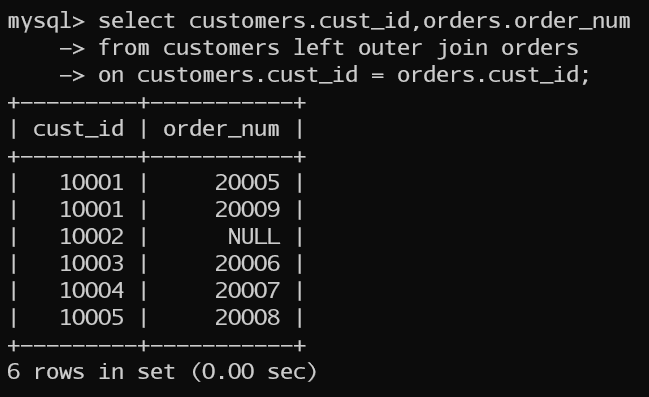 mysql> select customers.cust_id,orders.order_num
    -> from customers left outer join orders
    -> on customers.cust_id = orders.cust_id;
+---------+-----------+
| cust_id | order_num |
+---------+-----------+
|   10001 |     20005 |
|   10001 |     20009 |
|   10002 |      NULL |
|   10003 |     20006 |
|   10004 |     20007 |
|   10005 |     20008 |
+---------+-----------+
6 rows in set (0.00 sec)